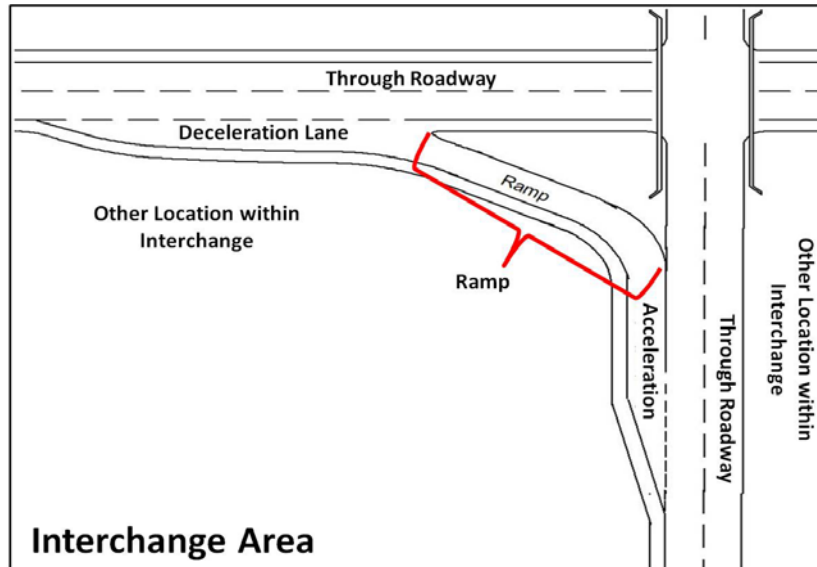 Through Roadway
Deceleration Lane
Ramp
Other Location within
Interchange
Ramp
Acceleration
Through Roadway
Other Location within
Interchange
Interchange Area